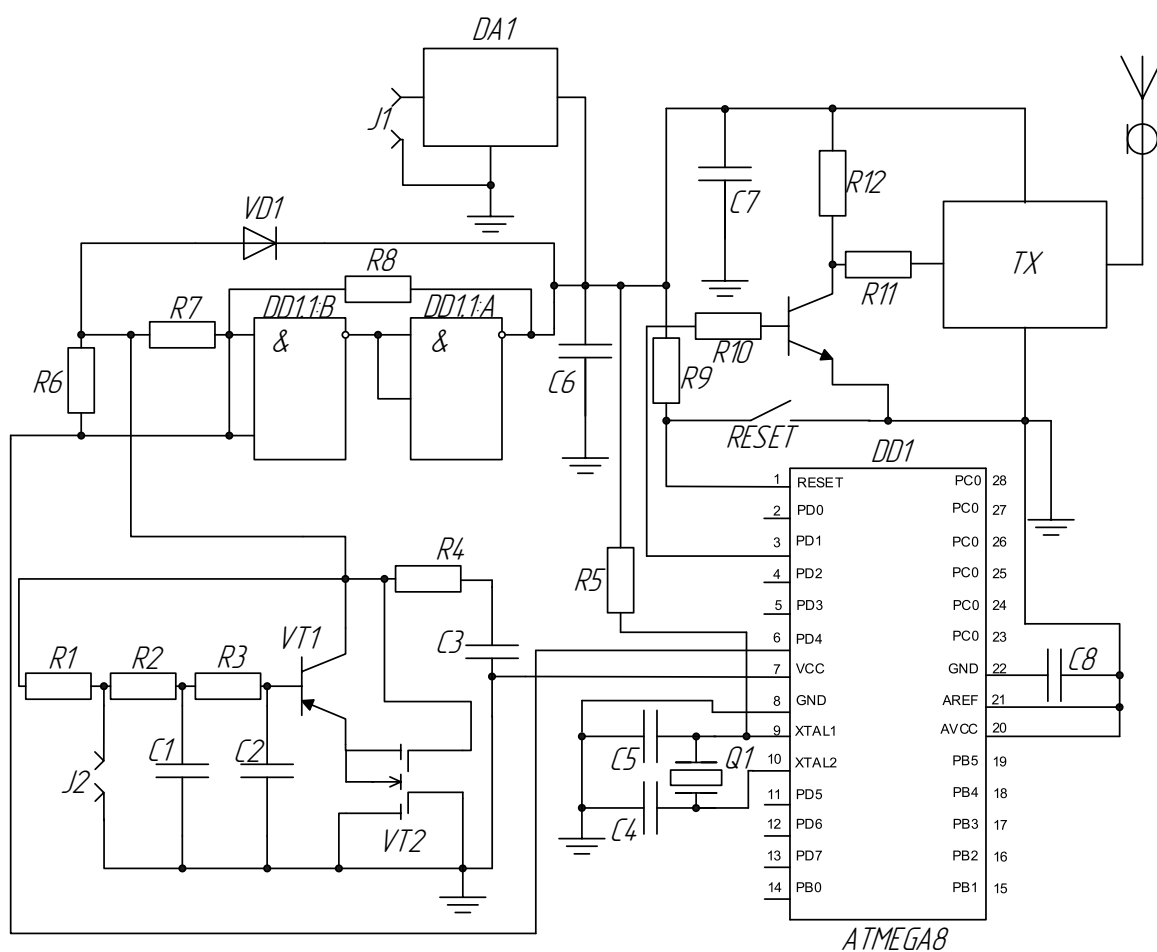 DA1
J1
VD1
R8
R7
DD1.1:B
DD1.1:A
&
&
R6
C6
C7
R12
R11
TX
R10
R9
RESET
DD1
R5
R4
C3
VT1
R1
R2
R3
J2
C1
C2
VT2
C5
C4
Q1
C8
1 RESET PC0 28
2 PD0 PC0 27
3 PD1 PC0 26
4 PD2 PC0 25
5 PD3 PC0 24
6 PD4 PC0 23
7 VCC GND 22
8 GND AREF 21
9 XTAL1 AVCC 20
10 XTAL2 PB5 19
11 PD5 PB4 18
12 PD6 PB3 17
13 PD7 PB2 16
14 PB0 PB1 15
ATMEGA8